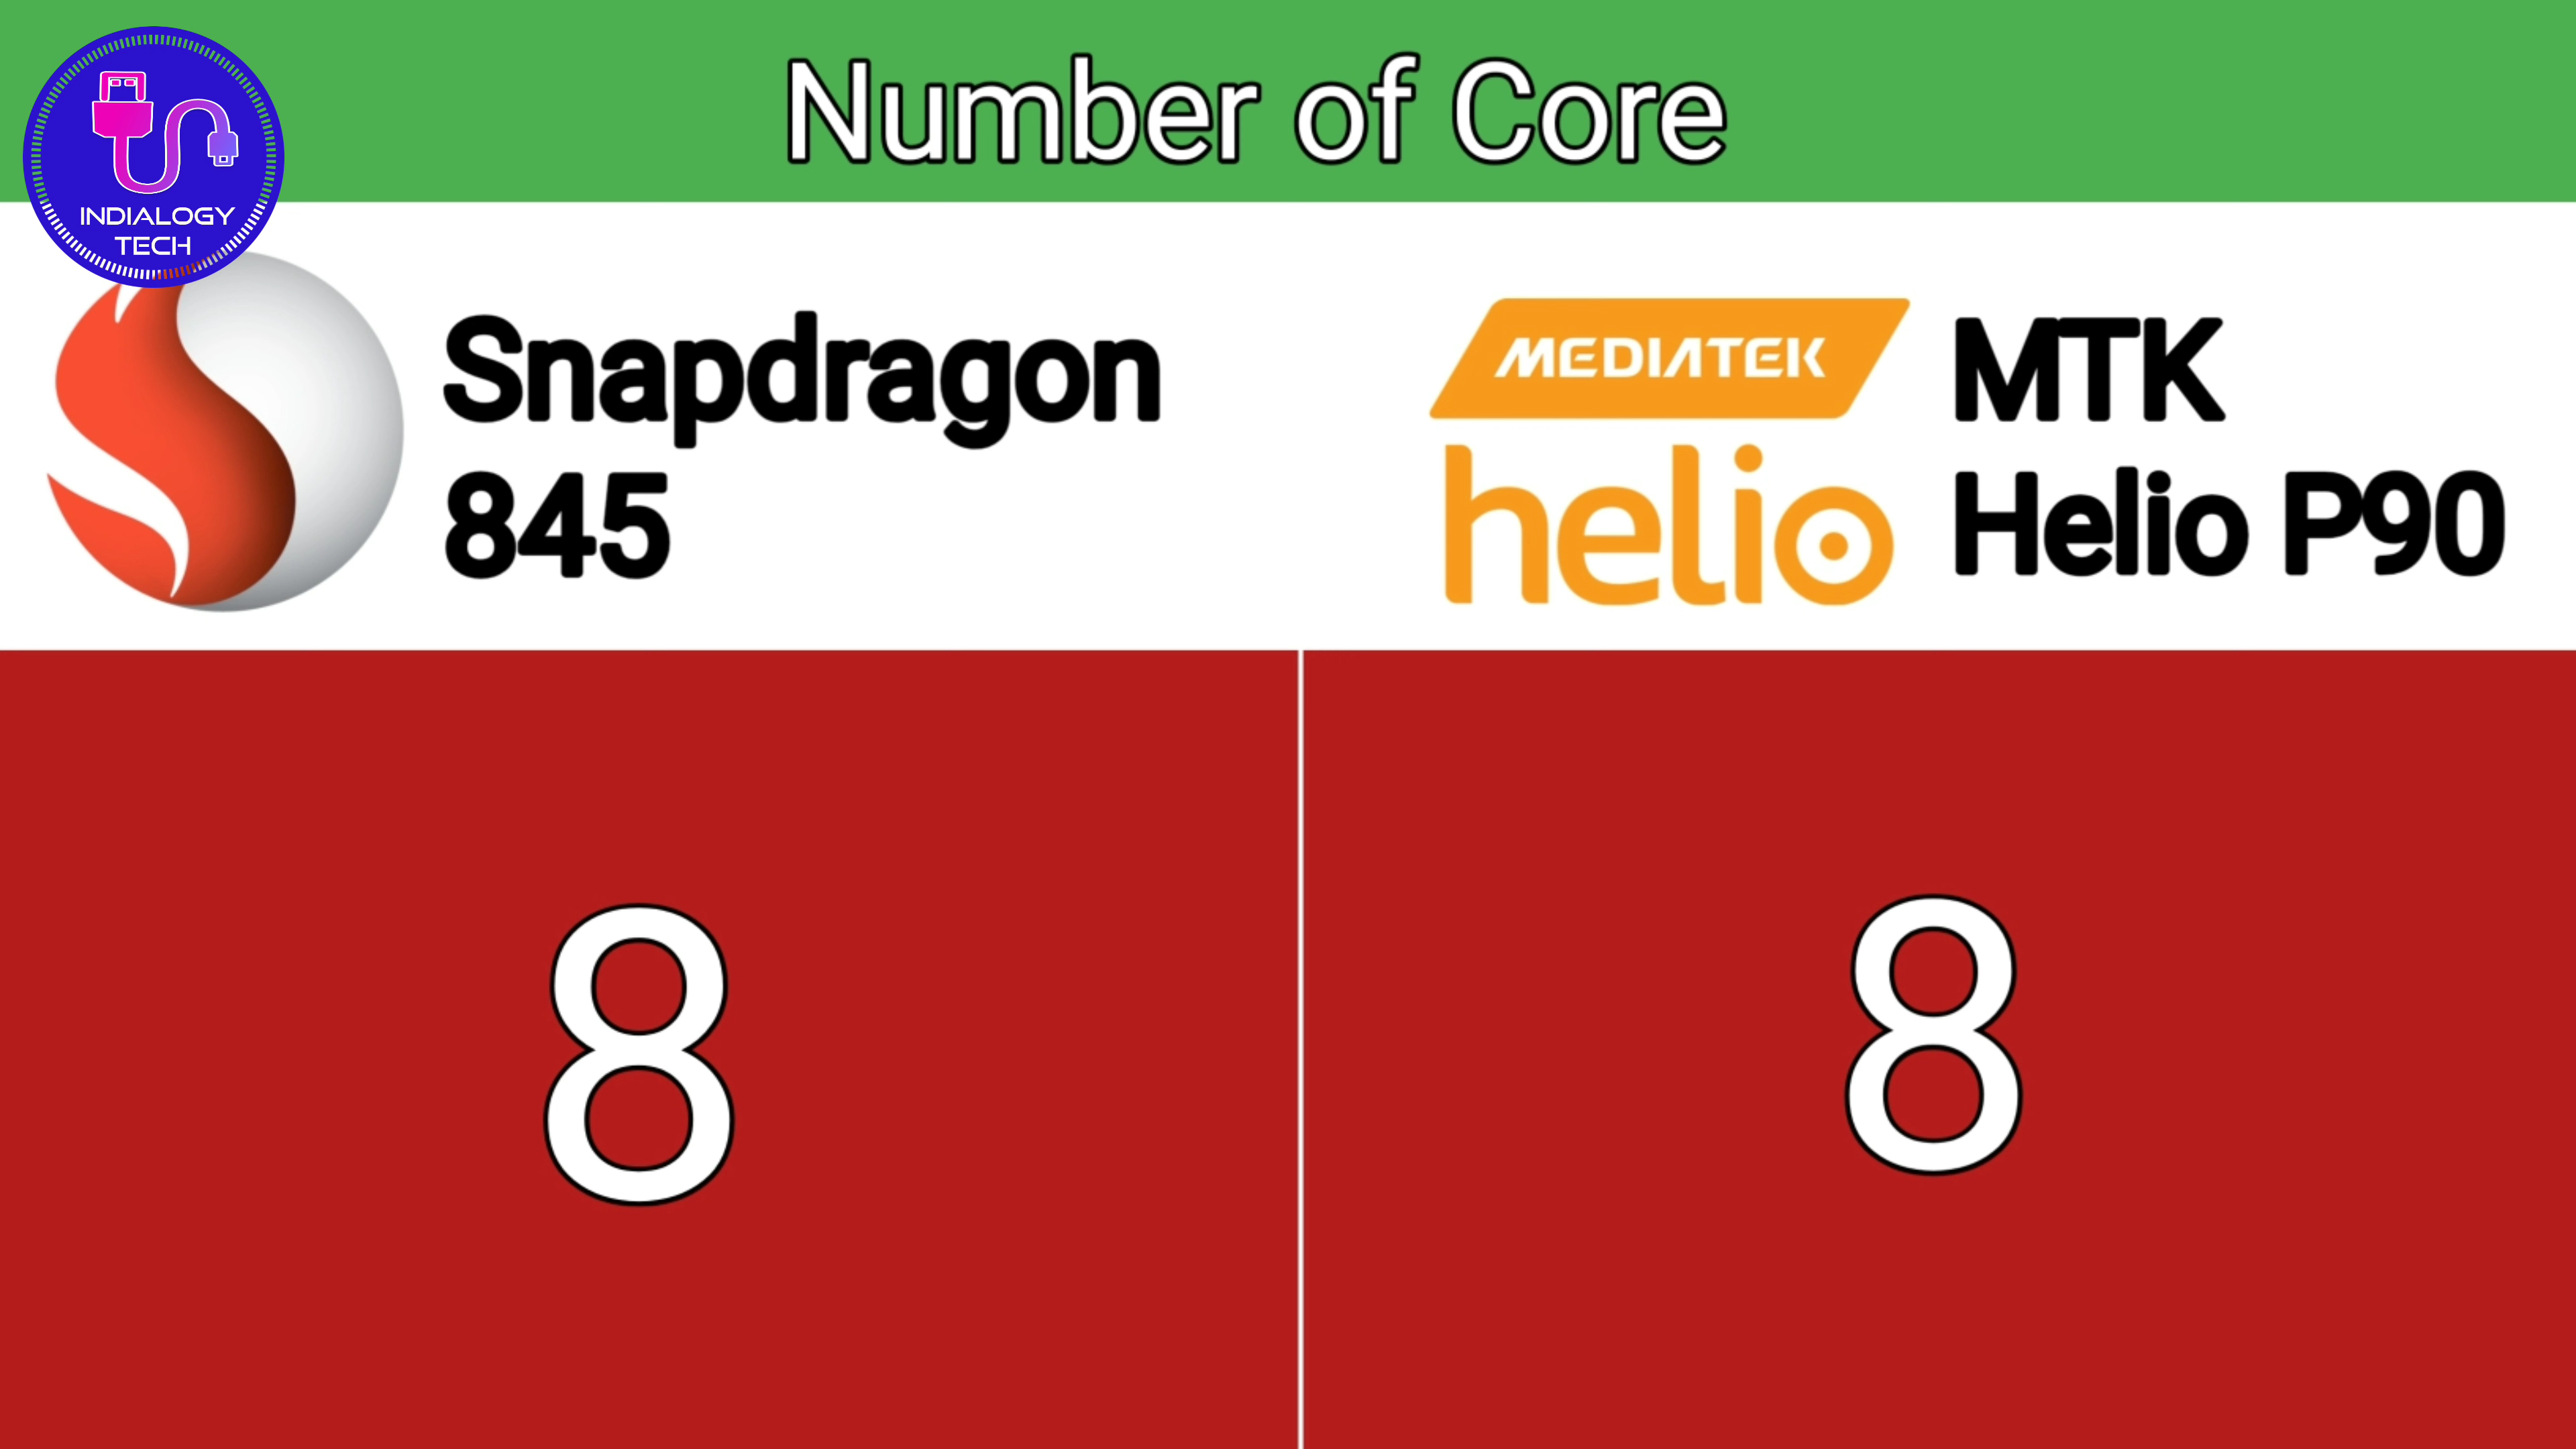 Number of Core
INDIALOGY
TECH
Snapdragon
845
MEDIATEK
helio
MTK
Helio P90
8
8